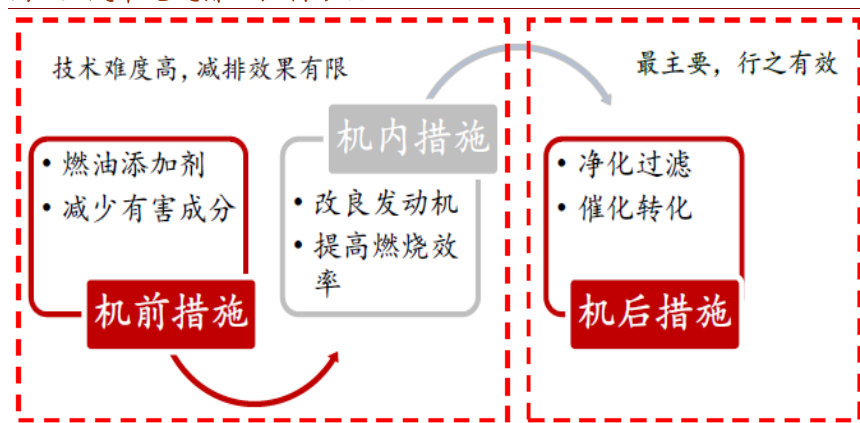 技术难度高，减排效果有限
最主要，行之有效
• 燃油添加剂
• 减少有害成分
机前措施
机内措施
• 改良发动机
• 提高燃烧效
率
• 净化过滤
• 催化转化
机后措施